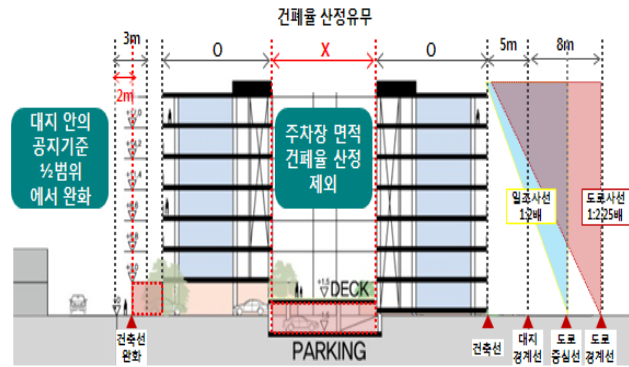 건폐율 산정유무
3m
O
X
O
5m
8m
2m
대지 안의
공지기준
½범위
에서 완화
주차장 면적
건폐율 산정
제외
일조사선
1:2배
도로사선
1:2.25배
DECK
PARKING
건축선
완화
건축선
대지
경계선
도로
중심선
도로
경계선